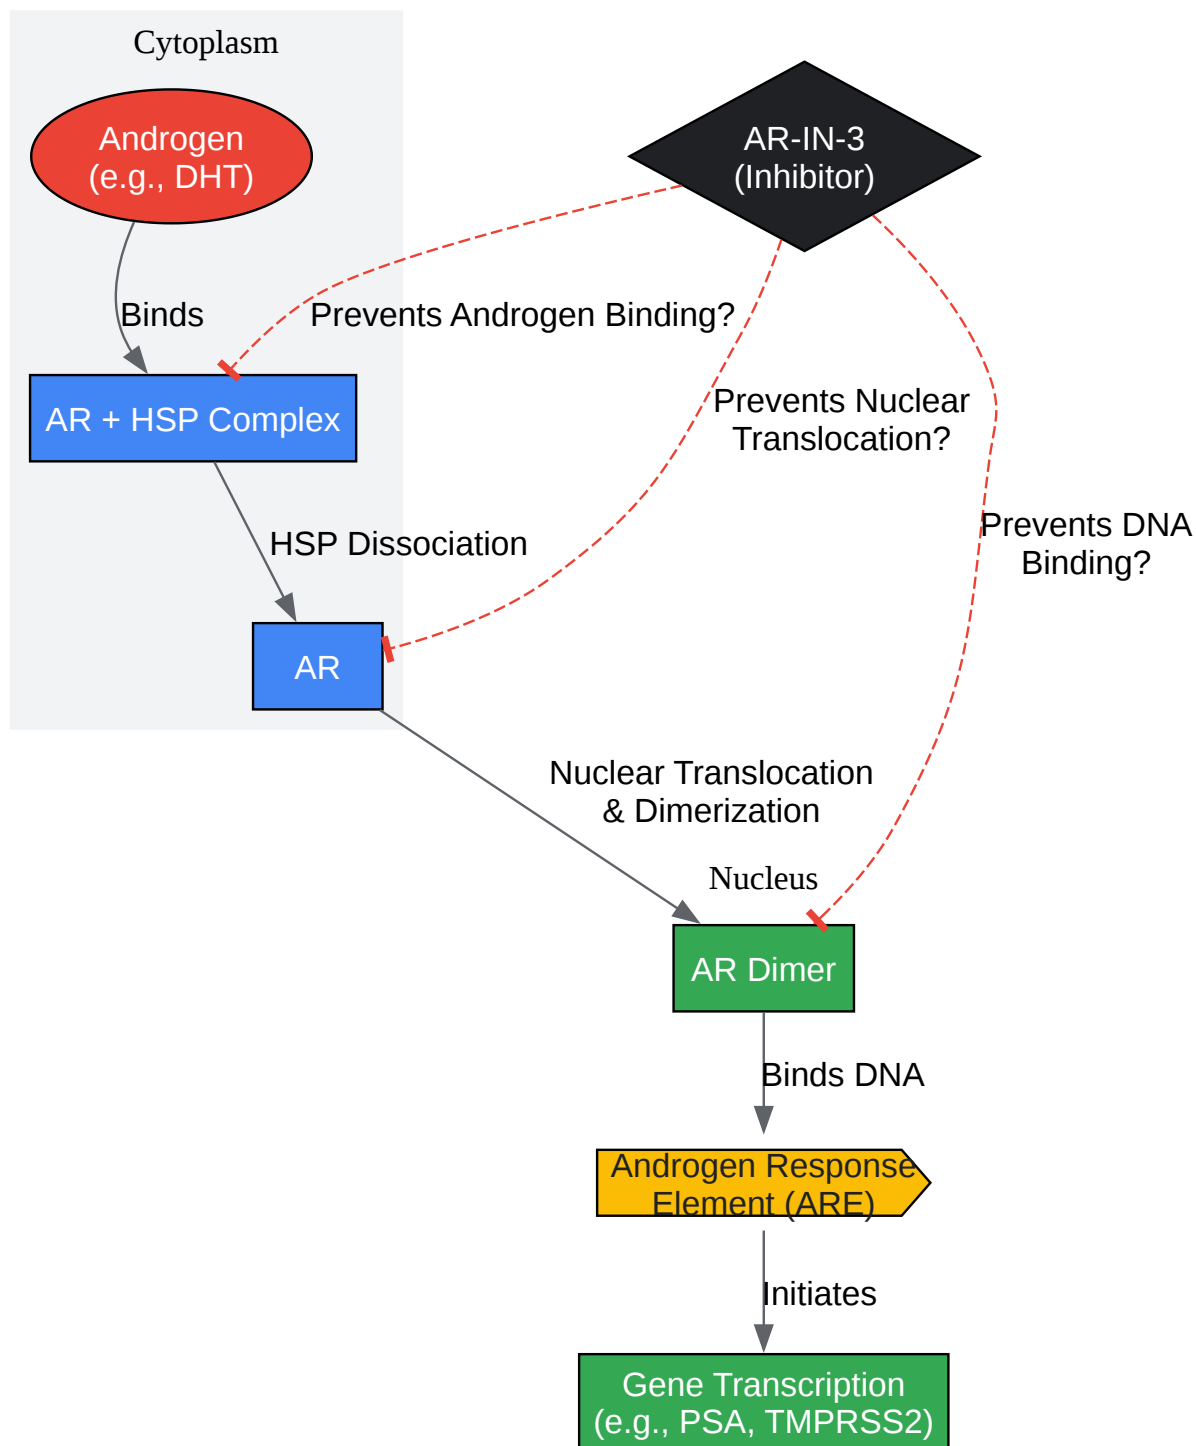 Cytoplasm
Androgen
(e.g., DHT)
AR-IN-3
(Inhibitor)
Binds
Prevents Androgen Binding?
AR + HSP Complex
Prevents Nuclear
Translocation?
HSP Dissociation
Prevents DNA
Binding?
AR
Nuclear Translocation
& Dimerization
Nucleus
AR Dimer
Binds DNA
Androgen Response
Element (ARE)
Initiates
Gene Transcription
(e.g., PSA, TMPRSS2)